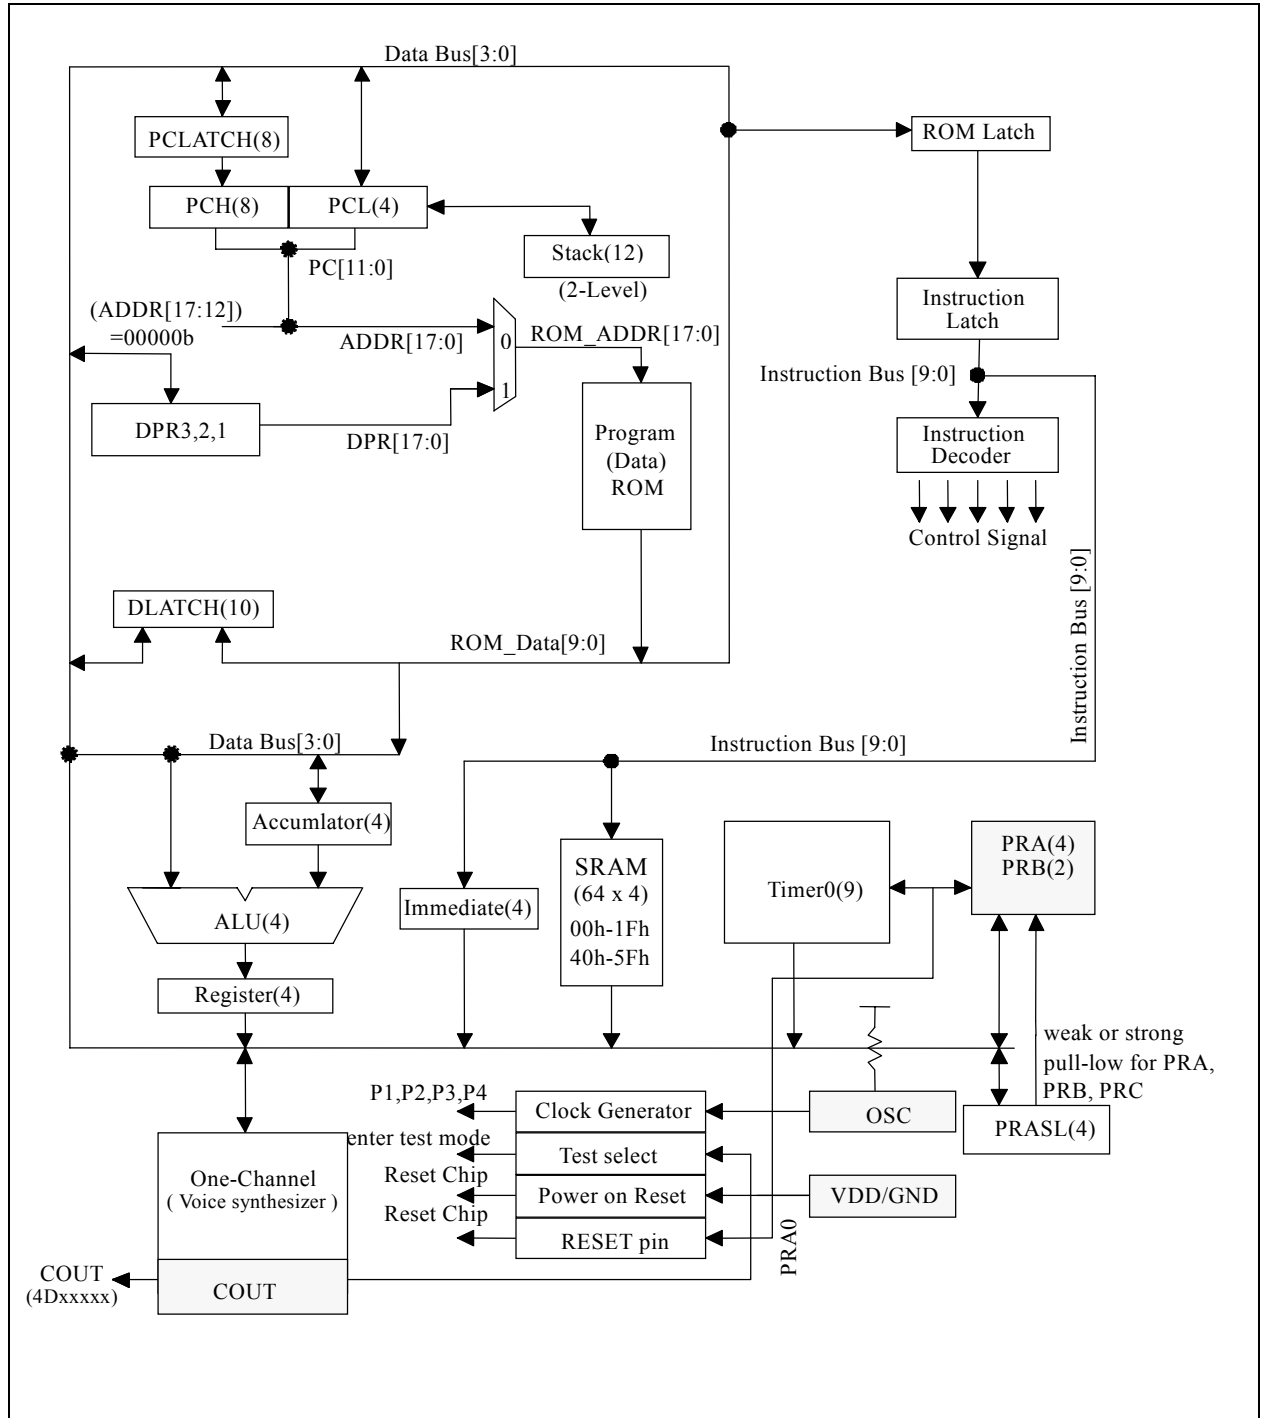 Data Bus[3:0]
PCLATCH(8)
ROM Latch
PCH(8)
PCL(4)
Stack(12)
(2-Level)
PC[11:0]
(ADDR[17:12])
=00000b
ADDR[17:0]
0
1
ROM_ADDR[17:0]
Instruction
Latch
Instruction Bus [9:0]
DPR3,2,1
DPR[17:0]
Program
(Data)
ROM
Instruction
Decoder
Control Signal
Instruction Bus [9:0]
DLATCH(10)
ROM_Data[9:0]
Data Bus[3:0]
Instruction Bus [9:0]
Accumlator(4)
ALU(4)
Register(4)
Immediate(4)
SRAM
(64 x 4)
00h-1Fh
40h-5Fh
Timer0(9)
PRA(4)
PRB(2)
weak or strong
pull-low for PRA,
PRB, PRC
PRASL(4)
P1,P2,P3,P4
Clock Generator
OSC
enter test mode
Test select
Reset Chip
Power on Reset
VDD/GND
Reset Chip
RESET pin
PRA0
One-Channel
( Voice synthesizer )
COUT
COUT
(4Dxxxxx)